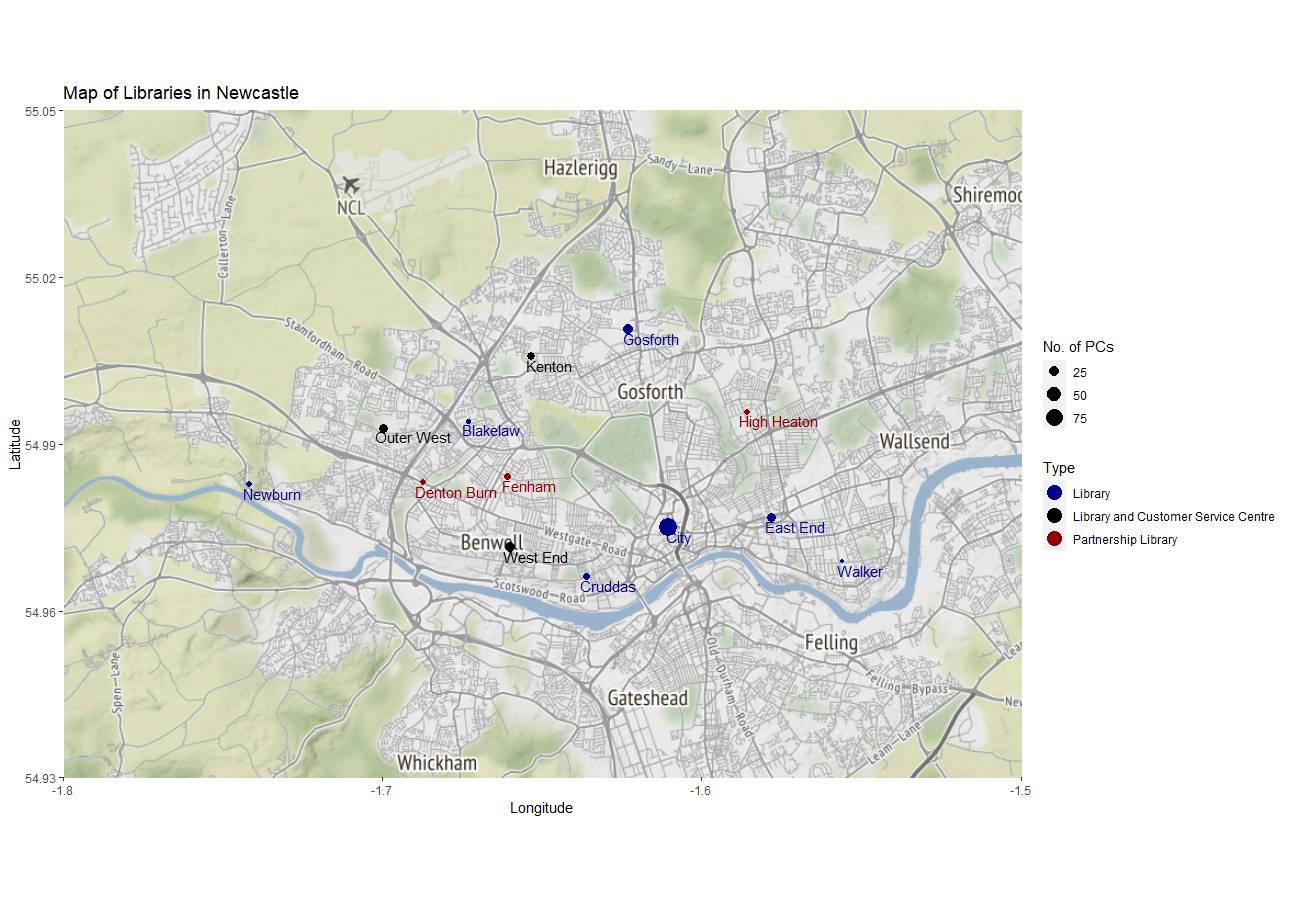 Map of Libraries in Newcastle
55.05
Hazlerigg
Sandy-Lane
NCL
Shiremoo
Callerton-Lane
55.02
Stamfordham-Road
Gosforth
Kenton
Gosforth
High Heaton
Outer West
Blakelaw
Wallsend
54.99
Latitude
Newburn
Denton Burn
Fenham
Westgate-Road
City
East End
Benwell
West End
Walker
Scotswood-Road
Cruddas
54.96
Felling
Old-Durham-Road
Lean
Spen-Lane
Felling-Bypass
Gateshead
New
Leam-Lane
Whickham
54.93
-1.8
-1.7
-1.6
-1.5
Longitude
No. of PCs
25
50
75
Type
Library
Library and Customer Service Centre
Partnership Library